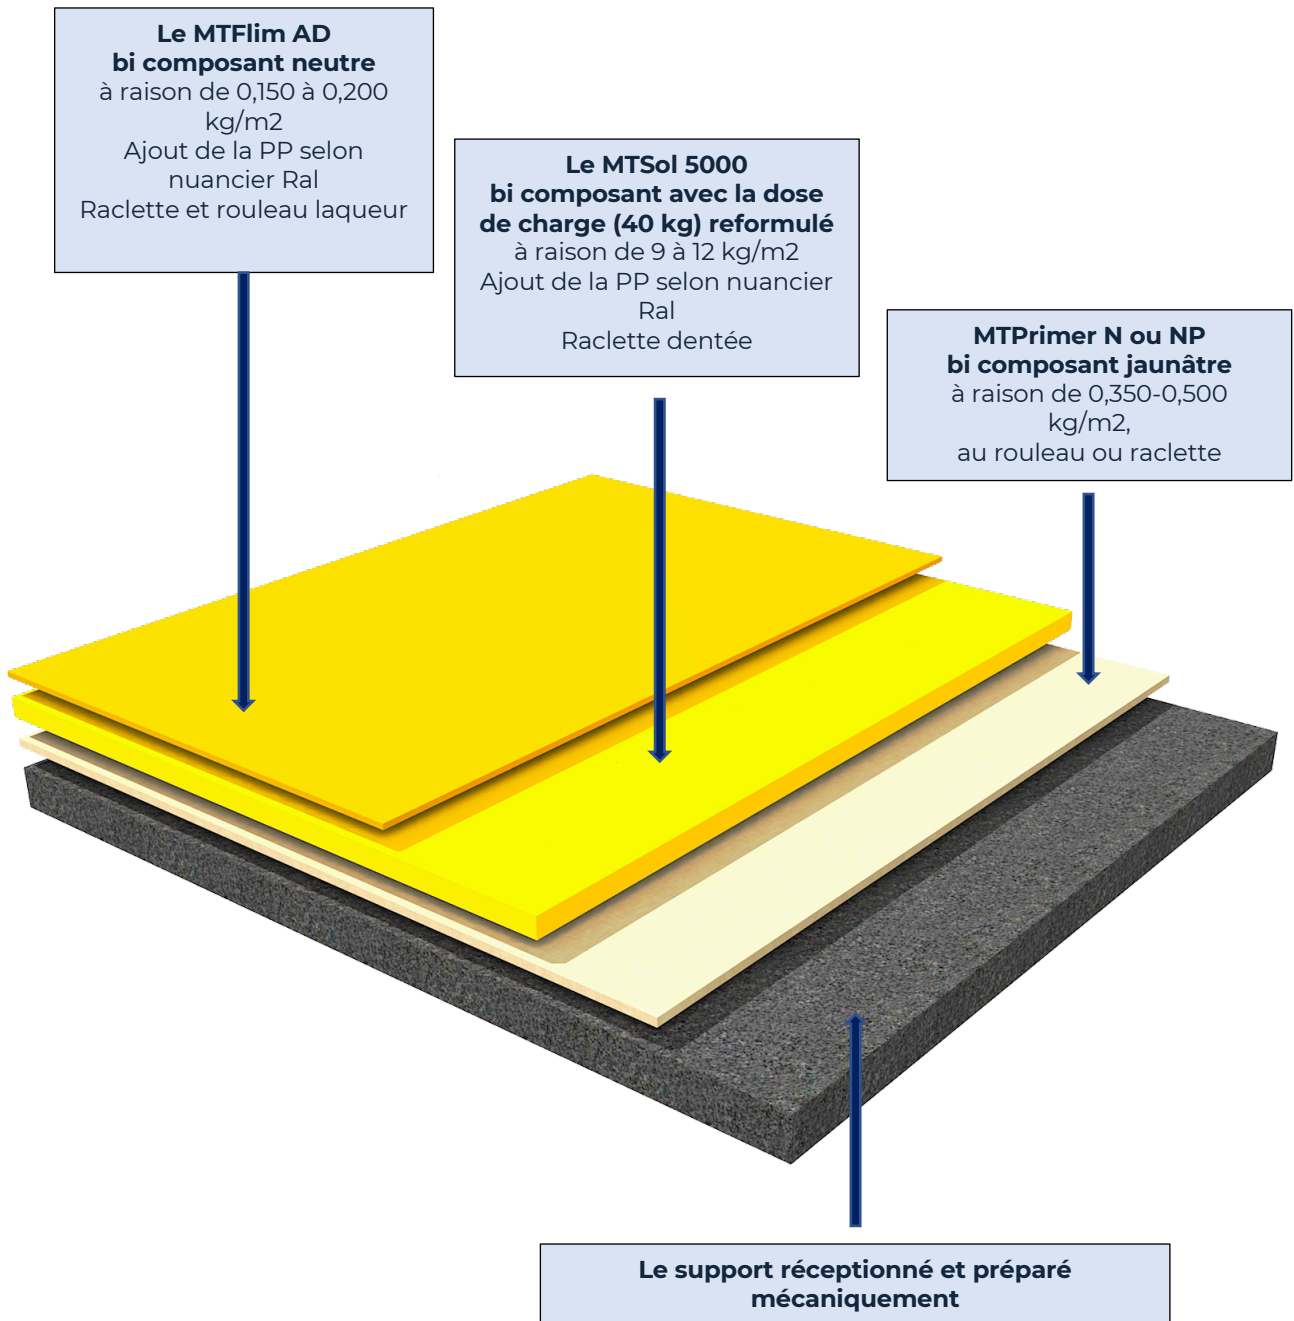 Le MTFlim AD
bi composant neutre
à raison de 0,150 à 0,200
kg/m2
Ajout de la PP selon
nuancier Ral
Raclette et rouleau laqueur
Le MTSol 5000
bi composant avec la dose
de charge (40 kg) reformulé
à raison de 9 à 12 kg/m2
Ajout de la PP selon nuancier
Ral
Raclette dentée
MTPrimer N ou NP
bi composant jaunâtre
à raison de 0,350-0,500
kg/m2,
au rouleau ou raclette
Le support réceptionné et préparé
mécaniquement